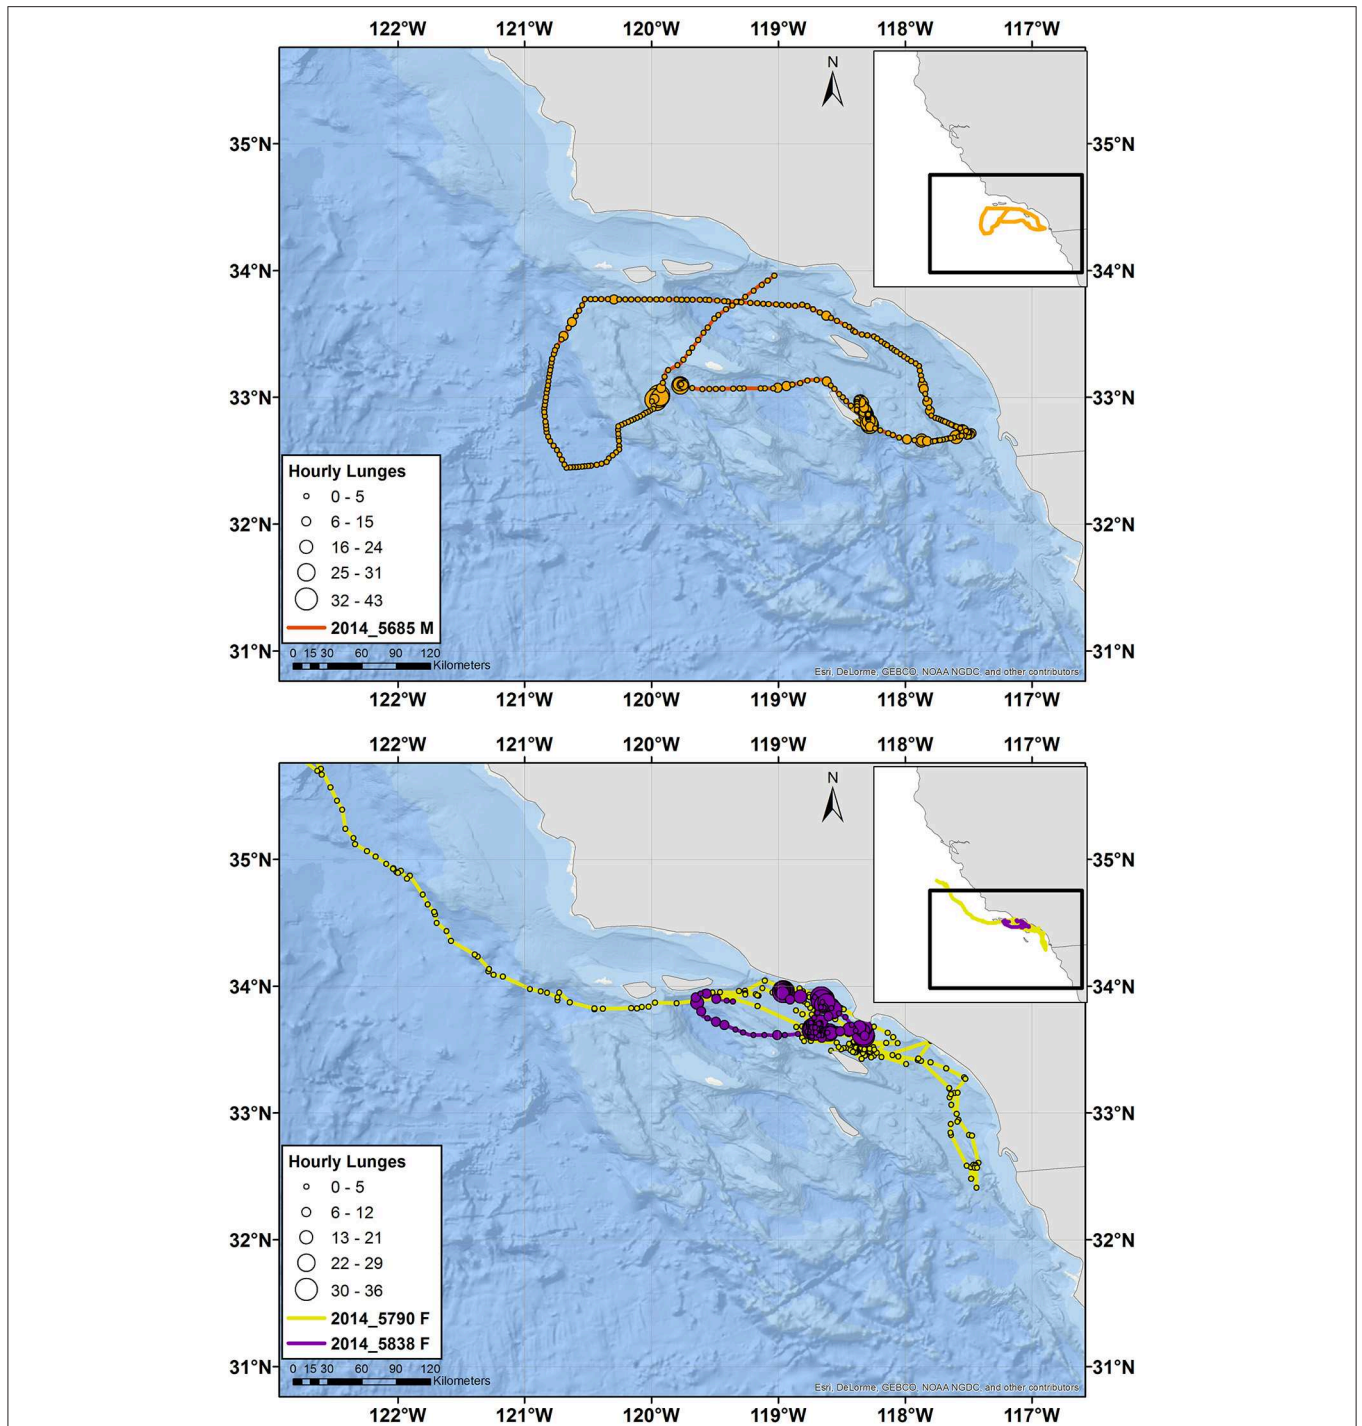 122°W 121°W 120°W 119°W 118°W 117°W
N
35°N 35°N
34°N 34°N
33°N 33°N
Hourly Lunges
0 - 5
6 - 15
32°N 32°N
16 - 24
25 - 31
32 - 43
2014_5685 M
31°N 31°N
0 15 30 60 90 120
Kilometers
Esri, DeLorme, GEBCO, NOAA NGDC, and other contributors
122°W 121°W 120°W 119°W 118°W 117°W
122°W 121°W 120°W 119°W 118°W 117°W
N
35°N 35°N
34°N 34°N
33°N 33°N
Hourly Lunges
0 - 5
6 - 12
13 - 21
32°N 32°N
22 - 29
30 - 36
2014_5790 F
2014_5838 F
31°N 31°N
0 15 30 60 90 120
Kilometers
Esri, DeLorme, GEBCO, NOAA NGDC, and other contributors
122°W 121°W 120°W 119°W 118°W 117°W